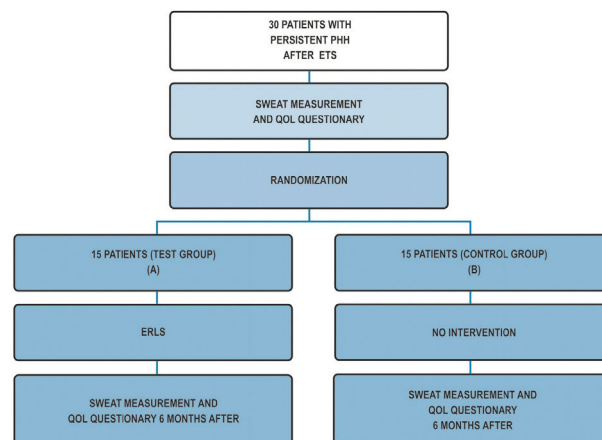 30 PATIENTS WITH
PERSISTENT PHH
AFTER ETS
SWEAT MEASUREMENT
AND QOL QUESTIONARY
RANDOMIZATION
15 PATIENTS (TEST GROUP)
(A)
15 PATIENTS (CONTROL GROUP)
(B)
ERLS
NO INTERVENTION
SWEAT MEASUREMENT AND
QOL QUESTIONARY 6 MONTHS AFTER
SWEAT MEASUREMENT AND
QOL QUESTIONARY
6 MONTHS AFTER